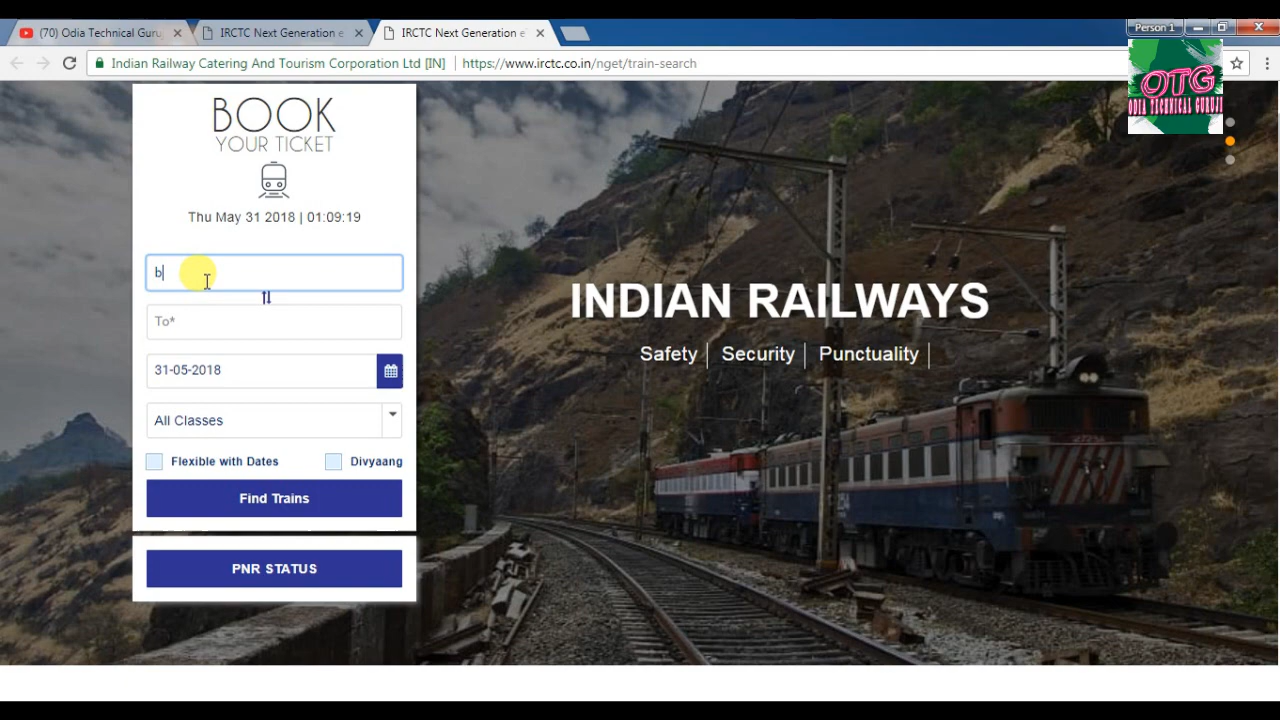 (70) Odia Technical Guru
IRCTC Next Generation e
IRCTC Next Generation e
Person 1
Indian Railway Catering And Tourism Corporation Ltd [IN]
https://www.irctc.co.in/nget/train-search
OTG
ODIA TECHNICAL GURUJI
BOOK
YOUR TICKET
Thu May 31 2018 | 01:09:19
b
To*
31-05-2018
All Classes
Flexible with Dates
Divyaang
Find Trains
PNR STATUS
INDIAN RAILWAYS
Safety | Security | Punctuality |